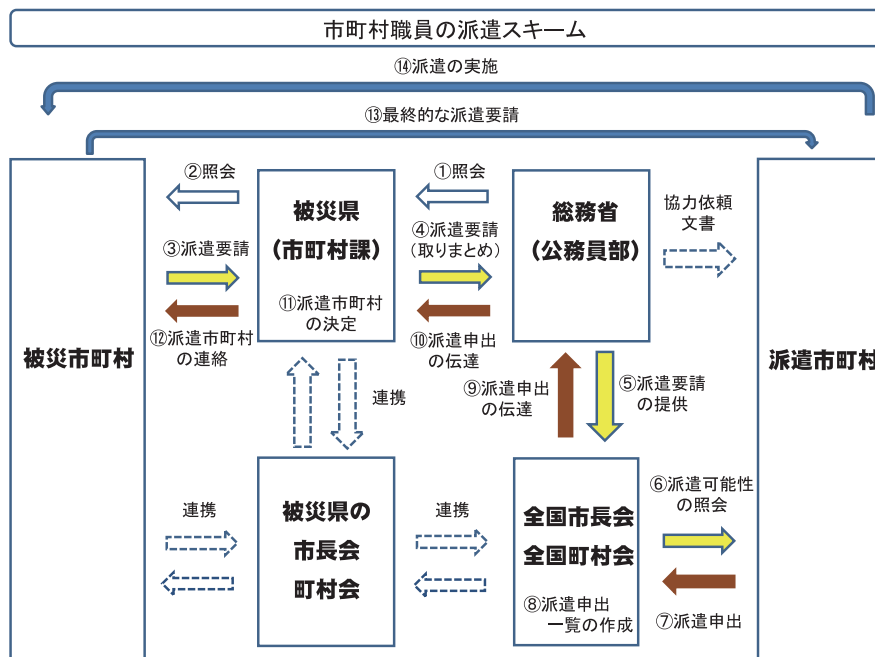 市町村職員の派遣スキーム
⑭派遣の実施
⑬最終的な派遣要請
②照会
①照会
被災県
(市町村課)
総務省
(公務員部)
協力依頼
文書
③派遣要請
④派遣要請
(取りまとめ)
⑪派遣市町村
の決定
⑫派遣市町村
の連絡
⑩派遣申出
の伝達
被災市町村
派遣市町村
連携
⑨派遣申出
の伝達
⑤派遣要請
の提供
連携
被災県の
市長会
町村会
連携
全国市長会
全国町村会
⑧派遣申出
一覧の作成
⑥派遣可能性
の照会
⑦派遣申出